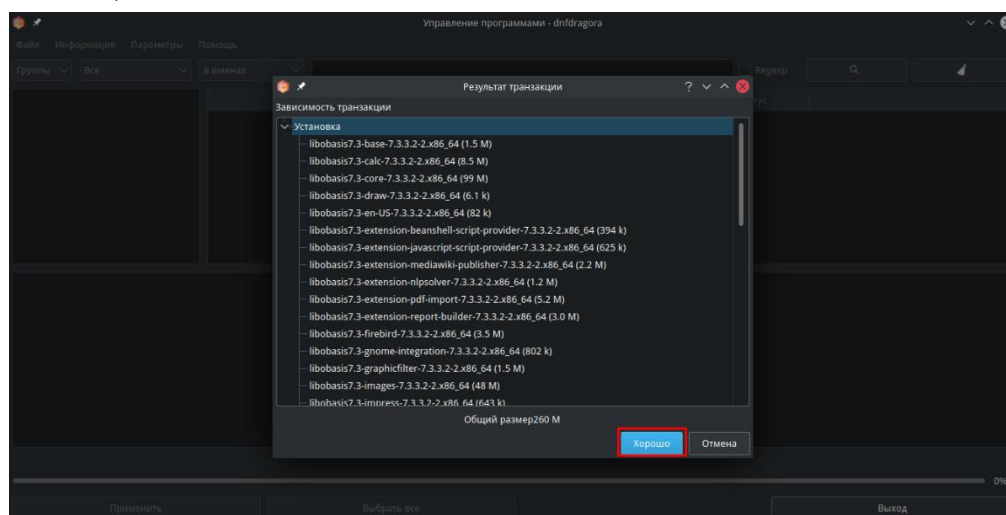 Управление программами - dnfdragora
Файл Информация Параметры Помощь
Группы Все в именах Regexp
Результат транзакции
Зависимость транзакции
Установка
libobasis7.3-base-7.3.3.2-2.x86_64 (1.5 M)
libobasis7.3-calc-7.3.3.2-2.x86_64 (8.5 M)
libobasis7.3-core-7.3.3.2-2.x86_64 (99 M)
libobasis7.3-draw-7.3.3.2-2.x86_64 (6.1 k)
libobasis7.3-en-US-7.3.3.2-2.x86_64 (82 k)
libobasis7.3-extension-beanshell-script-provider-7.3.3.2-2.x86_64 (394 k)
libobasis7.3-extension-javascript-script-provider-7.3.3.2-2.x86_64 (625 k)
libobasis7.3-extension-mediawiki-publisher-7.3.3.2-2.x86_64 (2.2 M)
libobasis7.3-extension-nlpsolver-7.3.3.2-2.x86_64 (1.2 M)
libobasis7.3-extension-pdf-import-7.3.3.2-2.x86_64 (5.2 M)
libobasis7.3-extension-report-builder-7.3.3.2-2.x86_64 (3.0 M)
libobasis7.3-firebird-7.3.3.2-2.x86_64 (3.5 M)
libobasis7.3-gnome-integration-7.3.3.2-2.x86_64 (802 k)
libobasis7.3-graphicfilter-7.3.3.2-2.x86_64 (1.5 M)
libobasis7.3-images-7.3.3.2-2.x86_64 (48 M)
libobasis7.3-impress-7.3.3.2-2.x86_64 (643 k)
Общий размер260 M
Хорошо Отмена
0%
Применить Выбрать все Выход